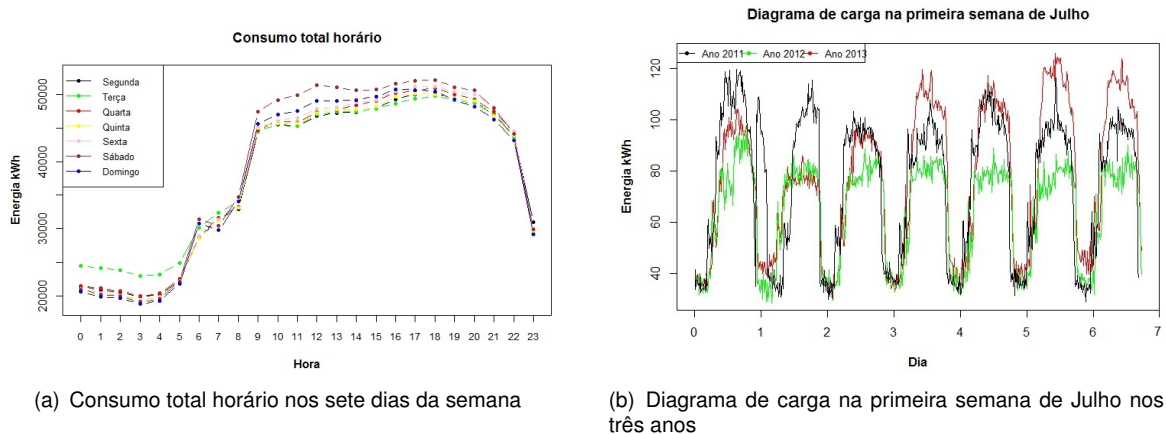 Consumo total horário
Segunda
Terça
Quarta
Quinta
Sexta
Sábado
Domingo
Energia kWh
50000
40000
30000
20000
0 1 2 3 4 5 6 7 8 9 10 11 12 13 14 15 16 17 18 19 20 21 22 23
Hora
(a) Consumo total horário nos sete dias da semana
Diagrama de carga na primeira semana de Julho
Ano 2011 Ano 2012 Ano 2013
Energia kWh
120
100
80
60
40
0 1 2 3 4 5 6 7
Dia
(b) Diagrama de carga na primeira semana de Julho nos
três anos